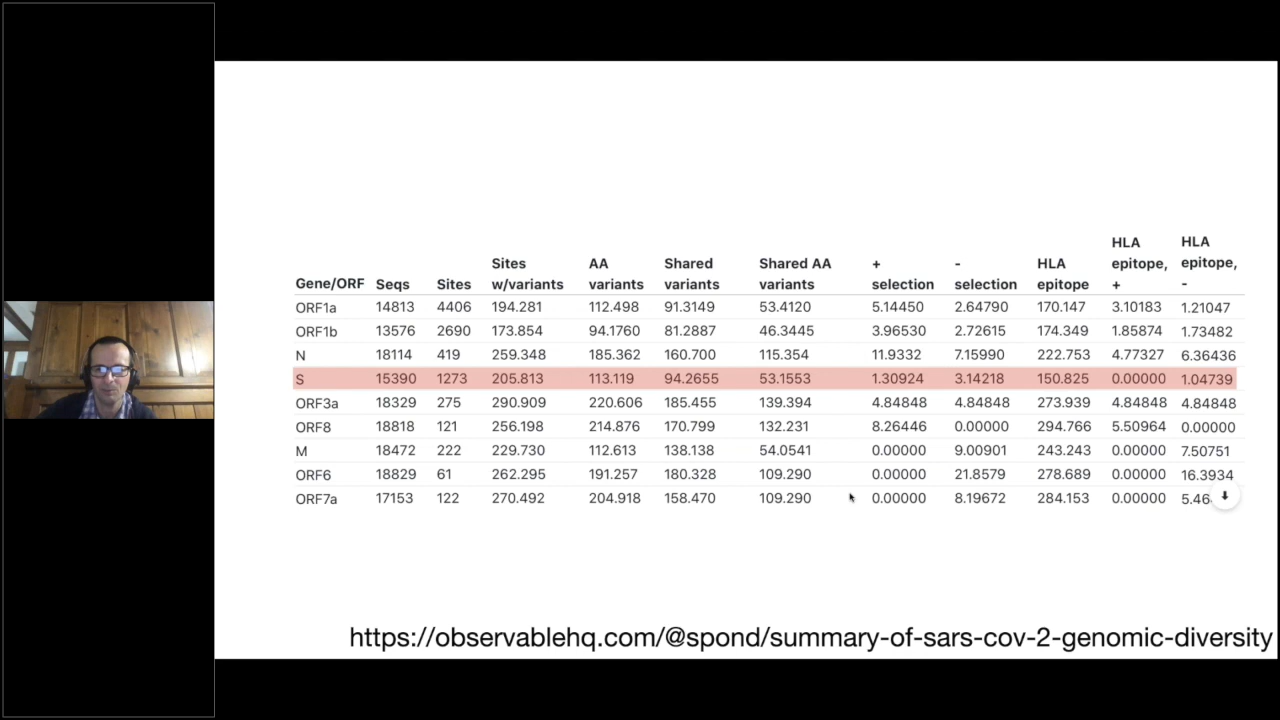 Gene/ORF Seqs Sites Sites w/variants AA variants Shared variants Shared AA variants + selection - selection HLA epitope HLA epitope, + HLA epitope, -
ORF1a 14813 4406 194.281 112.498 91.3149 53.4120 5.14450 2.64790 170.147 3.10183 1.21047
ORF1b 13576 2690 173.854 94.1760 81.2887 46.3445 3.96530 2.72615 174.349 1.85874 1.73482
N 18114 419 259.348 185.362 160.700 115.354 11.9332 7.15990 222.753 4.77327 6.36436
S 15390 1273 205.813 113.119 94.2655 53.1553 1.30924 3.14218 150.825 0.00000 1.04739
ORF3a 18329 275 290.909 220.606 185.455 139.394 4.84848 4.84848 273.939 4.84848 4.84848
ORF8 18818 121 256.198 214.876 170.799 132.231 8.26446 0.00000 294.766 5.50964 0.00000
M 18472 222 229.730 112.613 138.138 54.0541 0.00000 9.00901 243.243 0.00000 7.50751
ORF6 18829 61 262.295 191.257 180.328 109.290 0.00000 21.8579 278.689 0.00000 16.3934
ORF7a 17153 122 270.492 204.918 158.470 109.290 0.00000 8.19672 284.153 0.00000
https://observablehq.com/@spond/summary-of-sars-cov-2-genomic-diversity